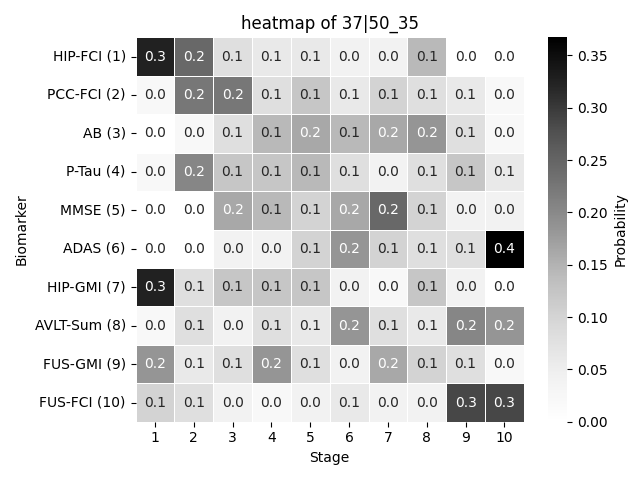 heatmap of 37|50_35
HIP-FCI (1) 0.3 0.2 0.1 0.1 0.1 0.0 0.0 0.1 0.0 0.0
PCC-FCI (2) 0.0 0.2 0.2 0.1 0.1 0.1 0.1 0.1 0.1 0.0
AB (3) 0.0 0.0 0.1 0.1 0.2 0.1 0.2 0.2 0.1 0.0
P-Tau (4) 0.0 0.2 0.1 0.1 0.1 0.1 0.0 0.1 0.1 0.1
MMSE (5) 0.0 0.0 0.2 0.1 0.1 0.2 0.2 0.1 0.0 0.0
ADAS (6) 0.0 0.0 0.0 0.0 0.1 0.2 0.1 0.1 0.1 0.4
HIP-GMI (7) 0.3 0.1 0.1 0.1 0.1 0.0 0.0 0.1 0.0 0.0
AVLT-Sum (8) 0.0 0.1 0.0 0.1 0.1 0.2 0.1 0.1 0.2 0.2
FUS-GMI (9) 0.2 0.1 0.1 0.2 0.1 0.0 0.2 0.1 0.1 0.0
FUS-FCI (10) 0.1 0.1 0.0 0.0 0.0 0.1 0.0 0.0 0.3 0.3
1 2 3 4 5 6 7 8 9 10
Stage
Biomarker
0.35
0.30
0.25
0.20
0.15
0.10
0.05
0.00
Probability